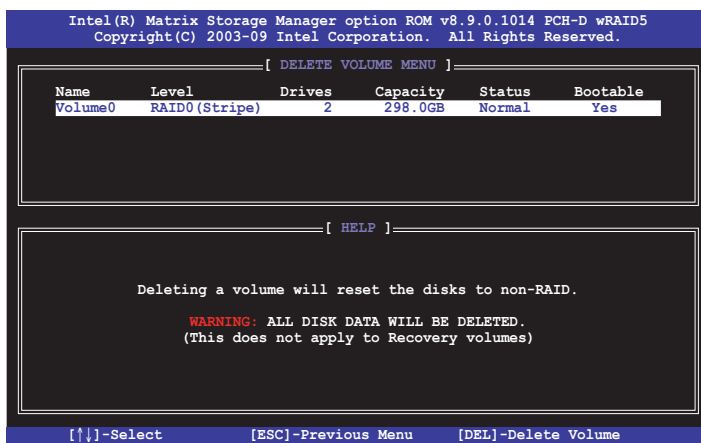 Intel(R) Matrix Storage Manager option ROM v8.9.0.1014 PCH-D wRAID5
Copyright(C) 2003-09 Intel Corporation. All Rights Reserved.
[ DELETE VOLUME MENU ]
Name Level Drives Capacity Status Bootable
Volume0 RAID0(Stripe) 2 298.0GB Normal Yes
[ HELP ]
Deleting a volume will reset the disks to non-RAID.
WARNING: ALL DISK DATA WILL BE DELETED.
(This does not apply to Recovery volumes)
[↑↓]-Select [ESC]-Previous Menu [DEL]-Delete Volume